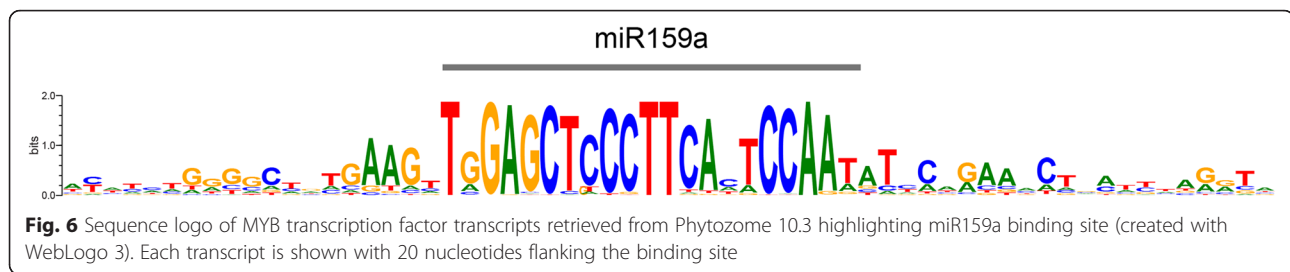 miR159a
2.0
1.0
0.0
bits
TGGAGCTCCCTTCACTCCAATAT
Fig. 6 Sequence logo of MYB transcription factor transcripts retrieved from Phytozome 10.3 highlighting miR159a binding site (created with
WebLogo 3). Each transcript is shown with 20 nucleotides flanking the binding site